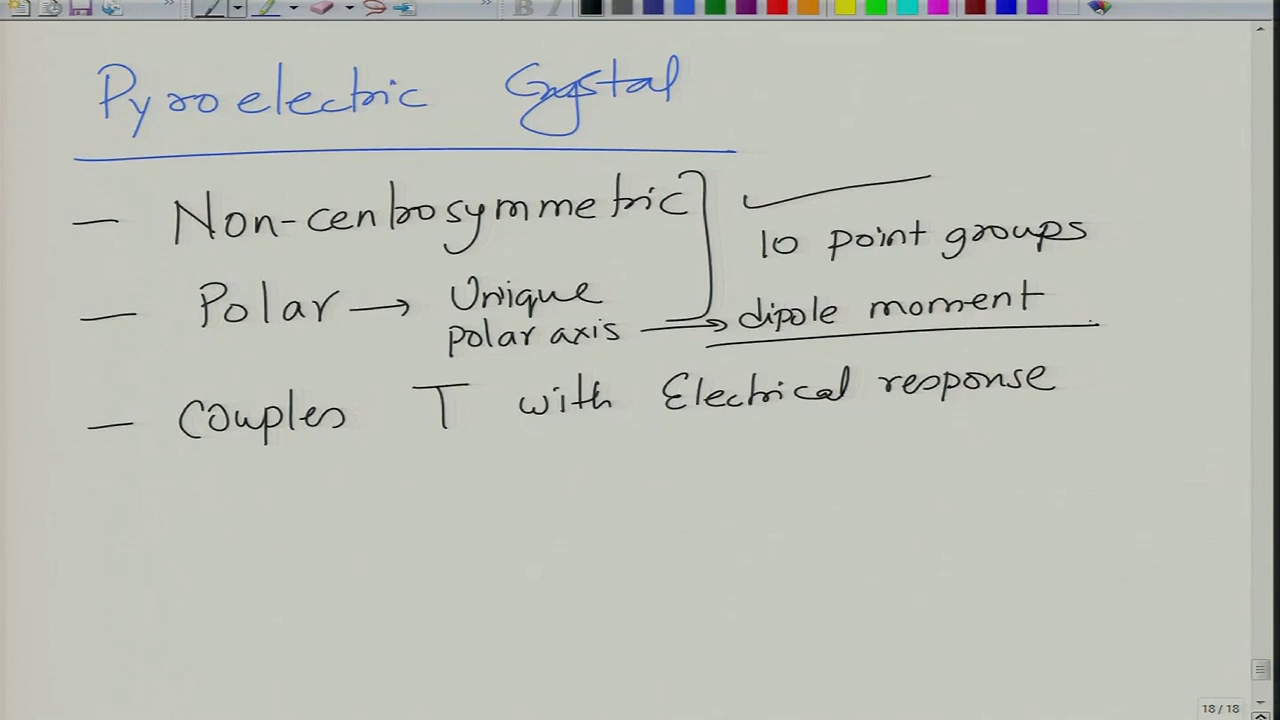 Pyroelectric Crystal
– Non-centrosymmetric
10 point groups
– Polar → Unique polar axis → dipole moment
– Couples T with Electrical response
18 / 18